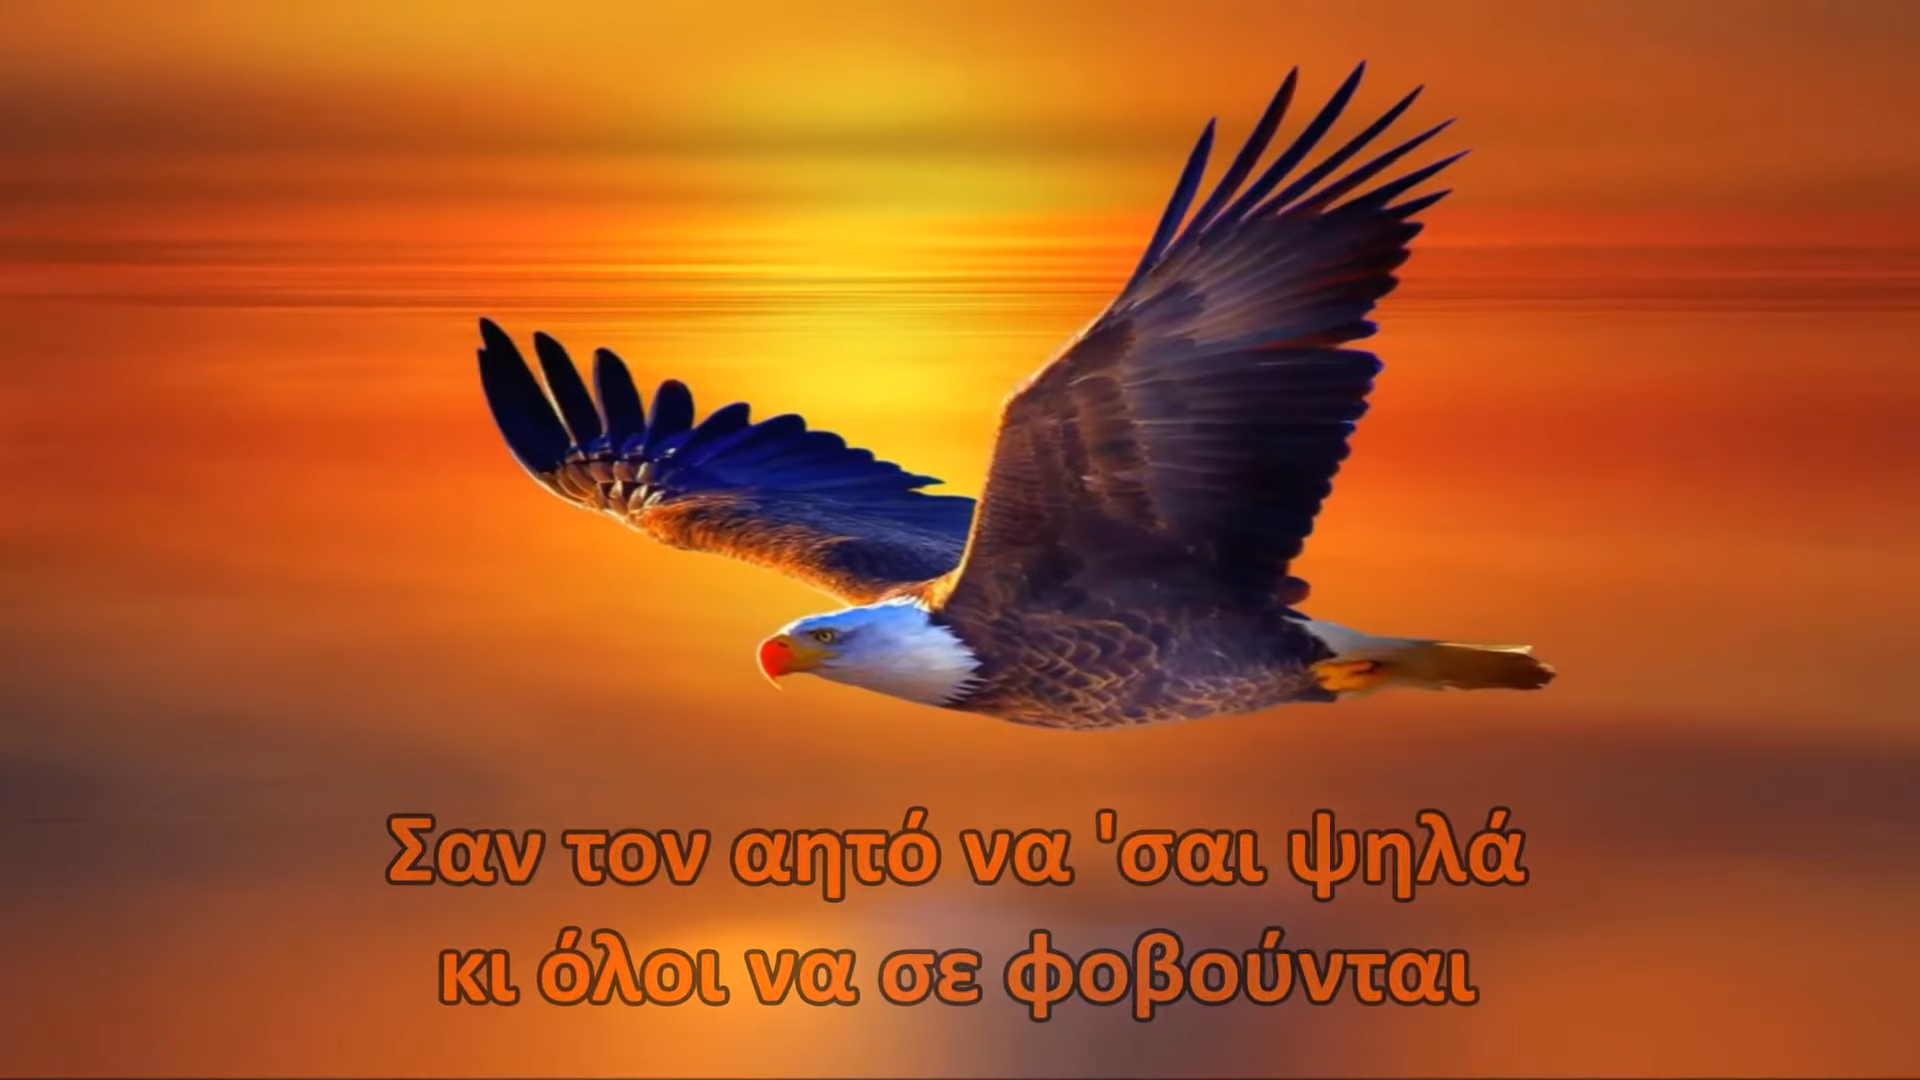 Σαν τον αητό να 'σαι ψηλά
κι όλοι να σε φοβούνται